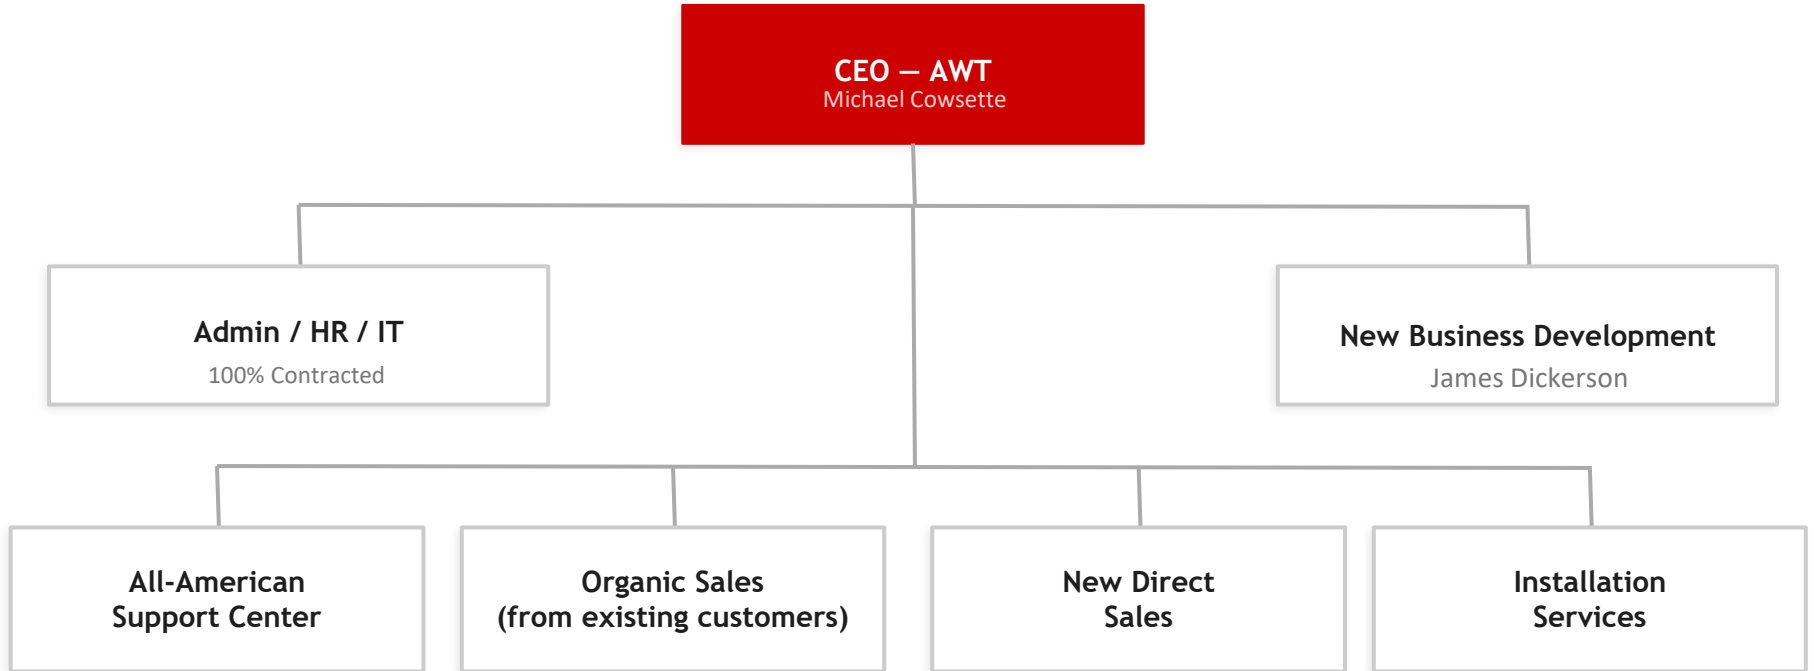 CEO — AWT
Michael Cowsette
Admin / HR / IT
100% Contracted
New Business Development
James Dickerson
All-American
Support Center
Organic Sales
(from existing customers)
New Direct
Sales
Installation
Services